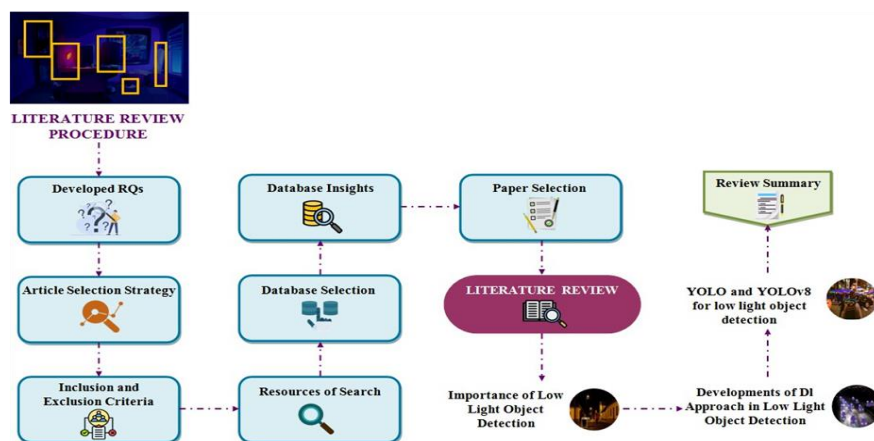 LITERATURE REVIEW
PROCEDURE
Developed RQs
Article Selection Strategy
Inclusion and
Exclusion Criteria
Resources of Search
Database Selection
Database Insights
Paper Selection
LITERATURE REVIEW
Importance of Low
Light Object
Detection
Developments of Dl
Approach in Low Light
Object Detection
YOLO and YOLOv8
for low light object
detection
Review Summary